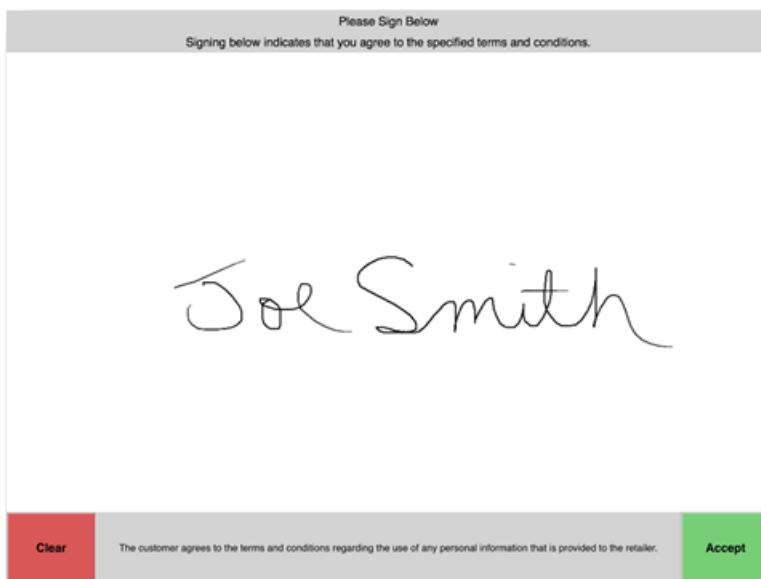 Please Sign Below
Signing below indicates that you agree to the specified terms and conditions.
Joe Smith
Clear
The customer agrees to the terms and conditions regarding the use of any personal information that is provided to the retailer.
Accept